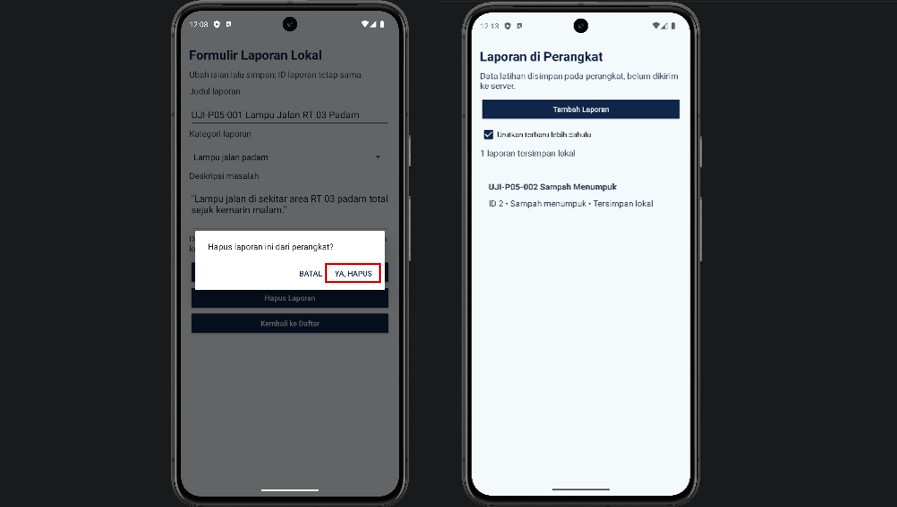 12:08
Formulir Laporan Lokal
Ubah isian lalu simpan; ID laporan tetap sama.
Judul laporan
UJI-P05-001 Lampu Jalan RT 03 Padam
Kategori laporan
Lampu jalan padam
Deskripsi masalah
"Lampu jalan di sekitar area RT 03 padam total
sejak kemarin malam."
Hapus laporan ini dari perangkat?
BATAL
YA, HAPUS
Hapus Laporan
Kembali ke Daftar
12:13
Laporan di Perangkat
Data latihan disimpan pada perangkat, belum dikirim
ke server.
Tambah Laporan
Urutkan terbaru lebih dahulu
1 laporan tersimpan lokal
UJI-P05-002 Sampah Menumpuk
ID 2 • Sampah menumpuk • Tersimpan lokal